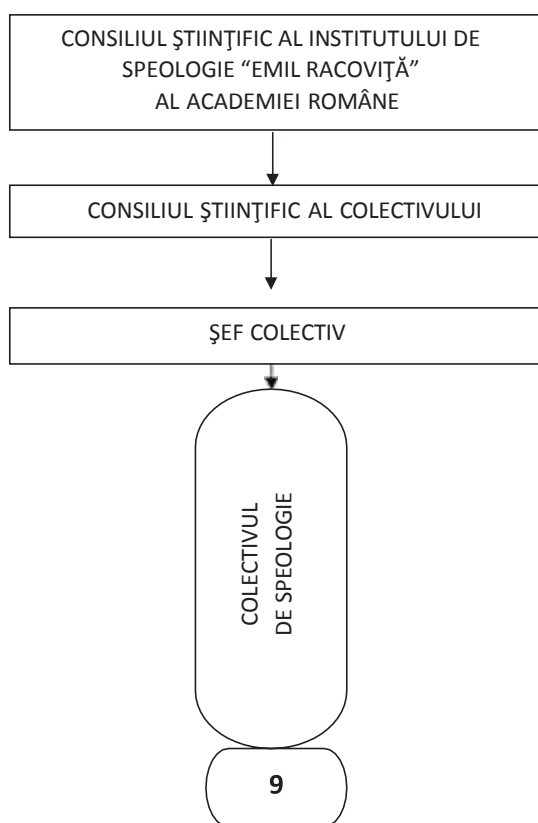 CONSILIUL ŞTIINŢIFIC AL INSTITUTULUI DE
SPEOLOGIE “EMIL RACOVIŢĂ”
AL ACADEMIEI ROMÂNE
CONSILIUL ŞTIINŢIFIC AL COLECTIVULUI
ŞEF COLECTIV
COLECTIVUL
DE SPEOLOGIE
9